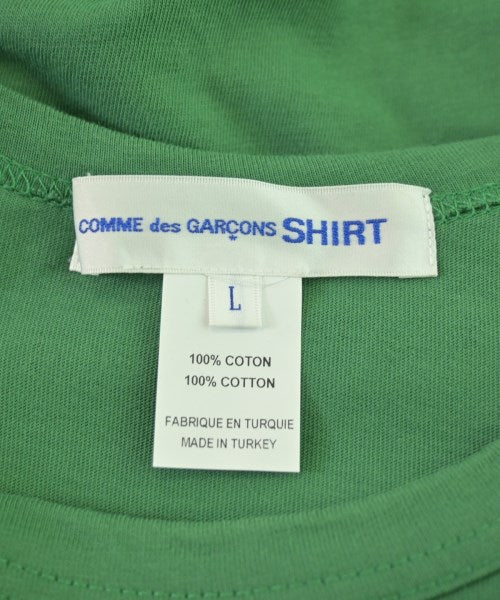 COMME des GARÇONS SHIRT
L
100% COTON
100% COTTON
FABRIQUE EN TURQUIE
MADE IN TURKEY